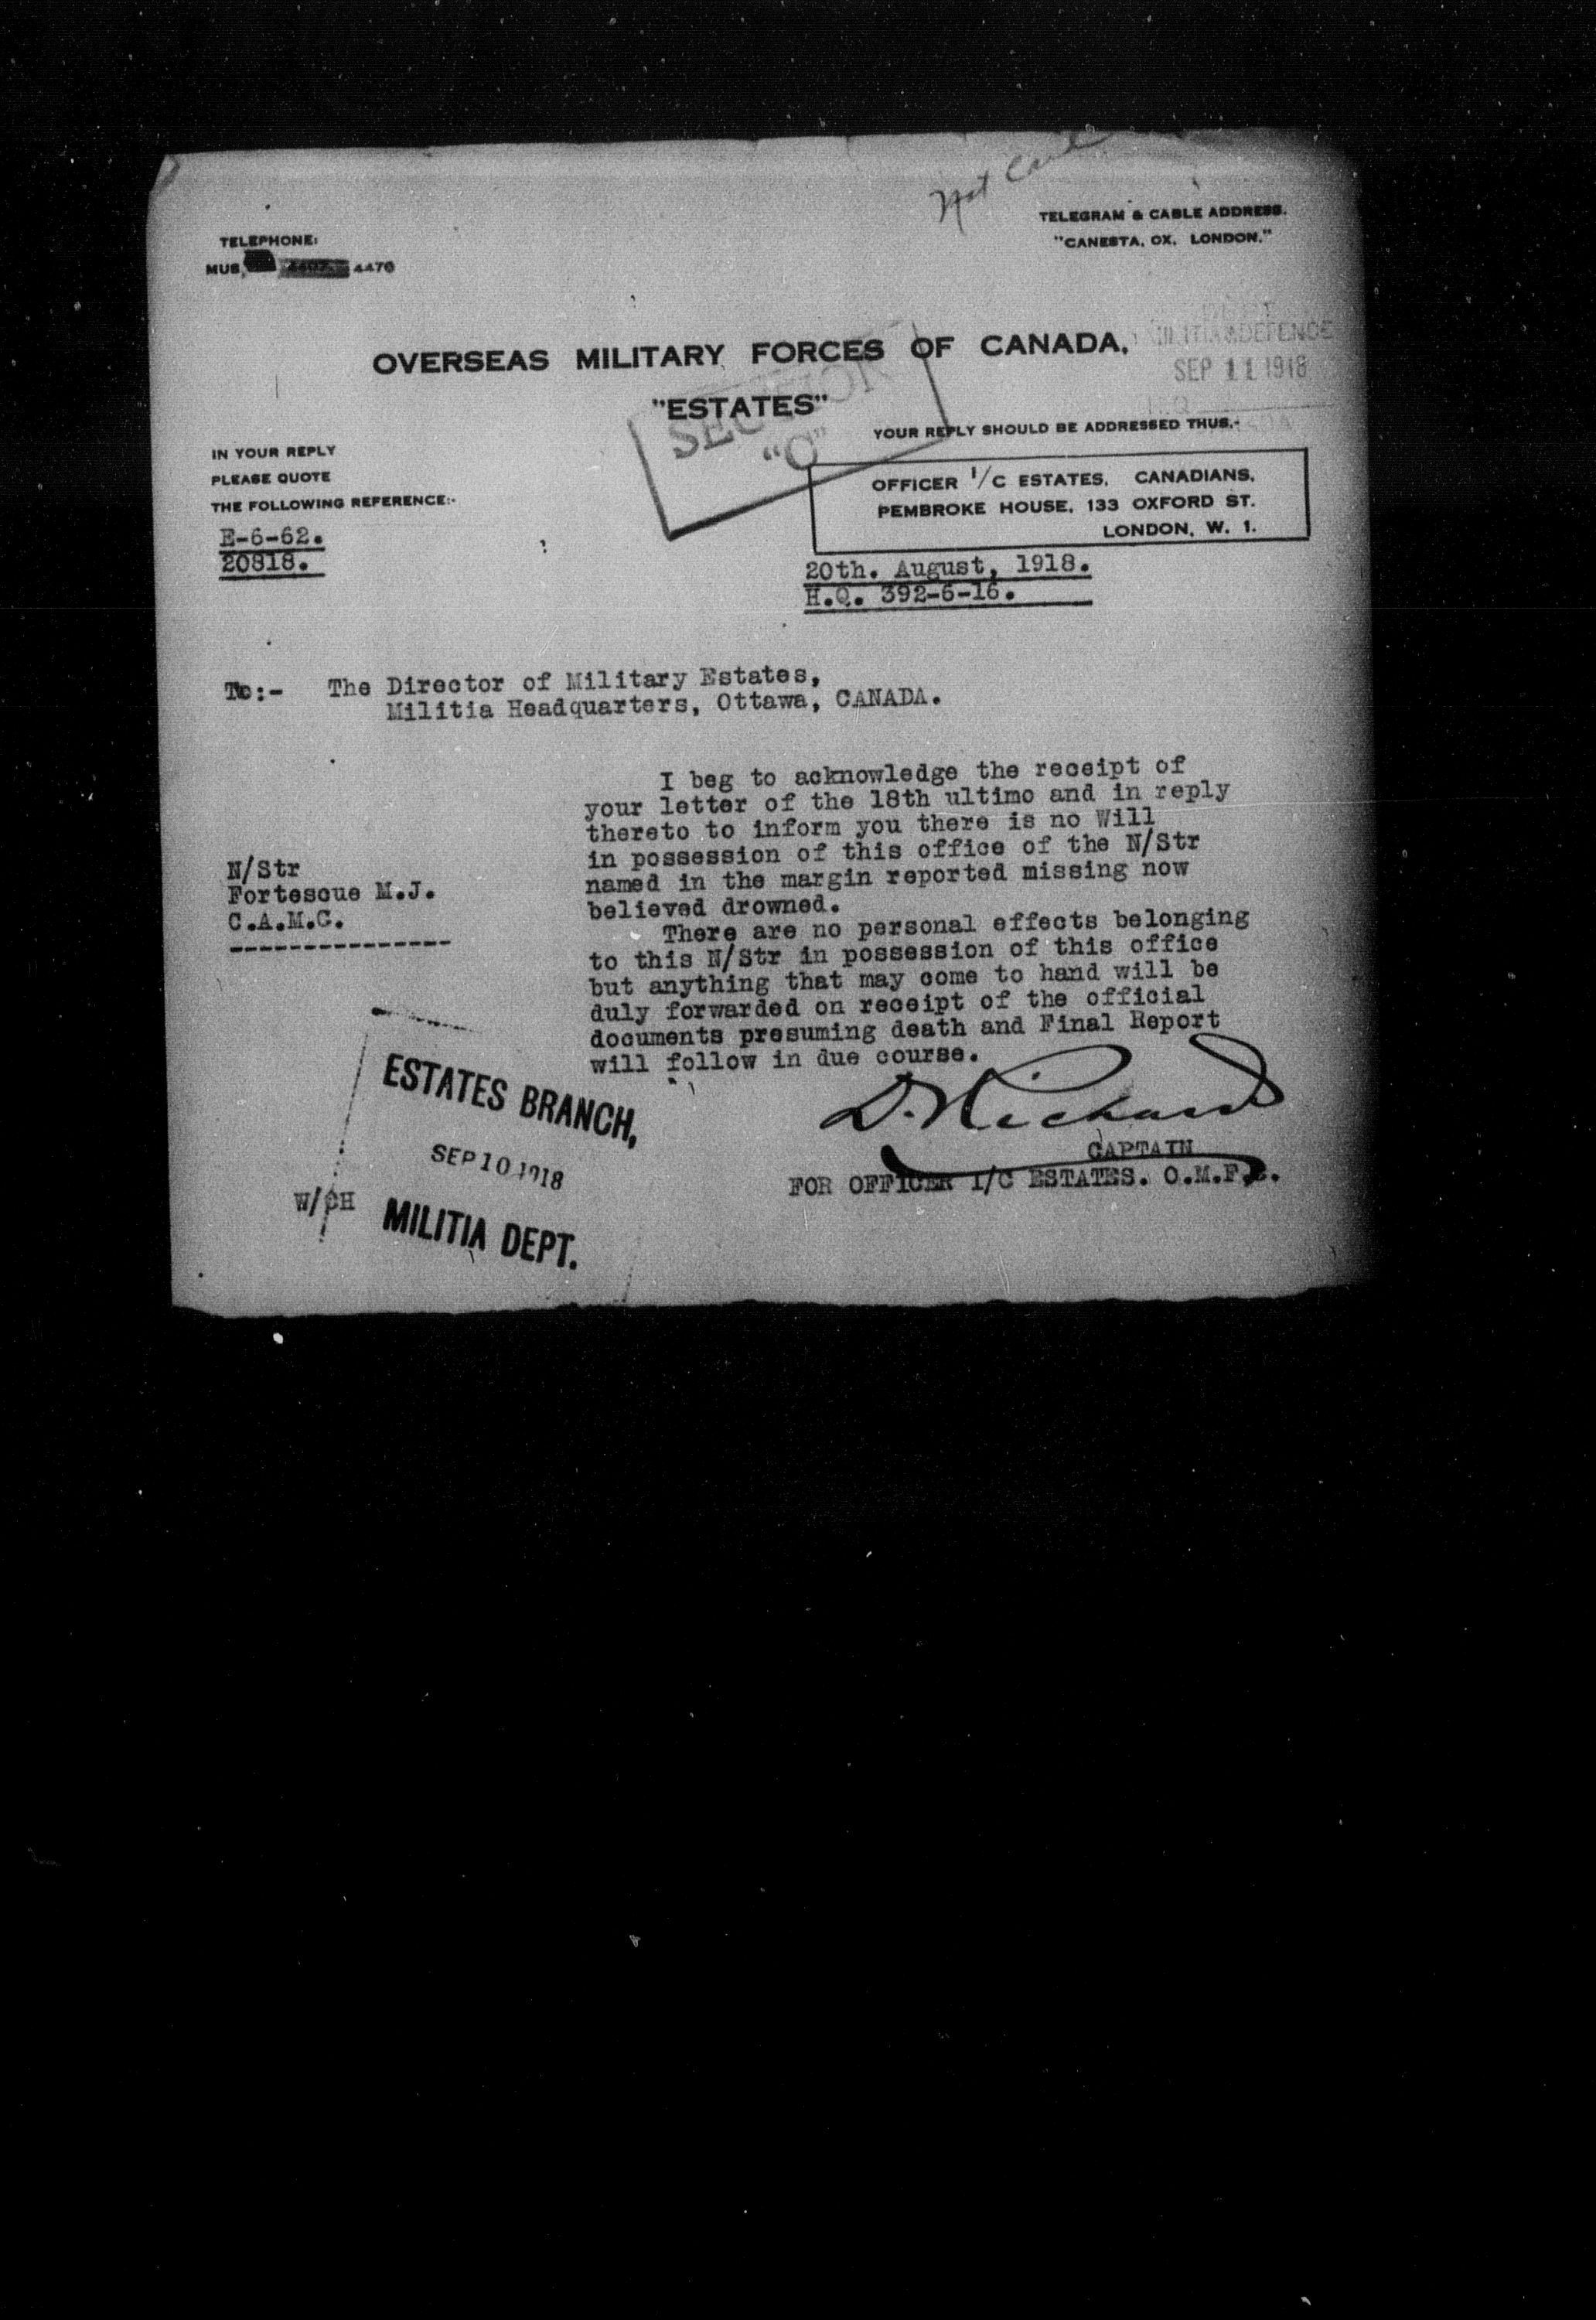 Not
TELEGRAM & CABLE ADDRESS.
"CANESTA, OX, LONDON."
TELEPHONE:
MUS. 4476
DEPT
MILITIA & DEFENCE
SEP 11 1918
OVERSEAS MILITARY FORCES OF CANADA.
"ESTATES"
SECTION
"C"
YOUR REPLY SHOULD BE ADDRESSED THUS.-
OFFICER I/C ESTATES, CANADIANS,
PEMBROKE HOUSE, 133 OXFORD ST.
LONDON, W. 1.
IN YOUR REPLY
PLEASE QUOTE
THE FOLLOWING REFERENCE:-
E-6-62.
20818.
20th. August, 1918.
H.Q. 392-6-16.
To:- The Director of Military Estates,
Militia Headquarters, Ottawa, CANADA.
I beg to acknowledge the receipt of
your letter of the 18th ultimo and in reply
thereto to inform you there is no Will
in possession of this office of the N/Str
named in the margin reported missing now
believed drowned.
N/Str
Fortescue M.J.
C.A.M.C.
There are no personal effects belonging
to this N/Str in possession of this office
but anything that may come to hand will be
duly forwarded on receipt of the official
documents presuming death and Final Report
will follow in due course.
D. Richards
CAPTAIN
FOR OFFICER I/C ESTATES. O.M.F.C.
ESTATES BRANCH,
SEP 10 1918
MILITIA DEPT.
W/CH